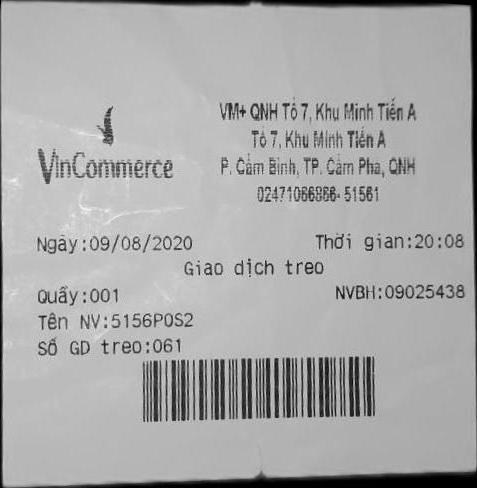 VinCommerce
VM+ QNH Tổ 7, Khu Minh Tiến A
Tổ 7, Khu Minh Tiến A
P. Cẩm Bình, TP. Cẩm Phả, QNH
02471066866-51561
Ngày:09/08/2020 Thời gian:20:08
Giao dịch treo
Quầy:001 NVBH:09025438
Tên NV:5156POS2
Số GD treo:061